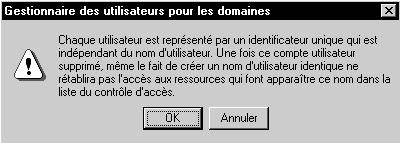 Gestionnaire des utilisateurs pour les domaines
Chaque utilisateur est représenté par un identificateur unique qui est
indépendant du nom d'utilisateur. Une fois ce compte utilisateur
supprimé, même le fait de créer un nom d'utilisateur identique ne
rétablira pas l'accès aux ressources qui font apparaître ce nom dans la
liste du contrôle d'accès.
OK
Annuler